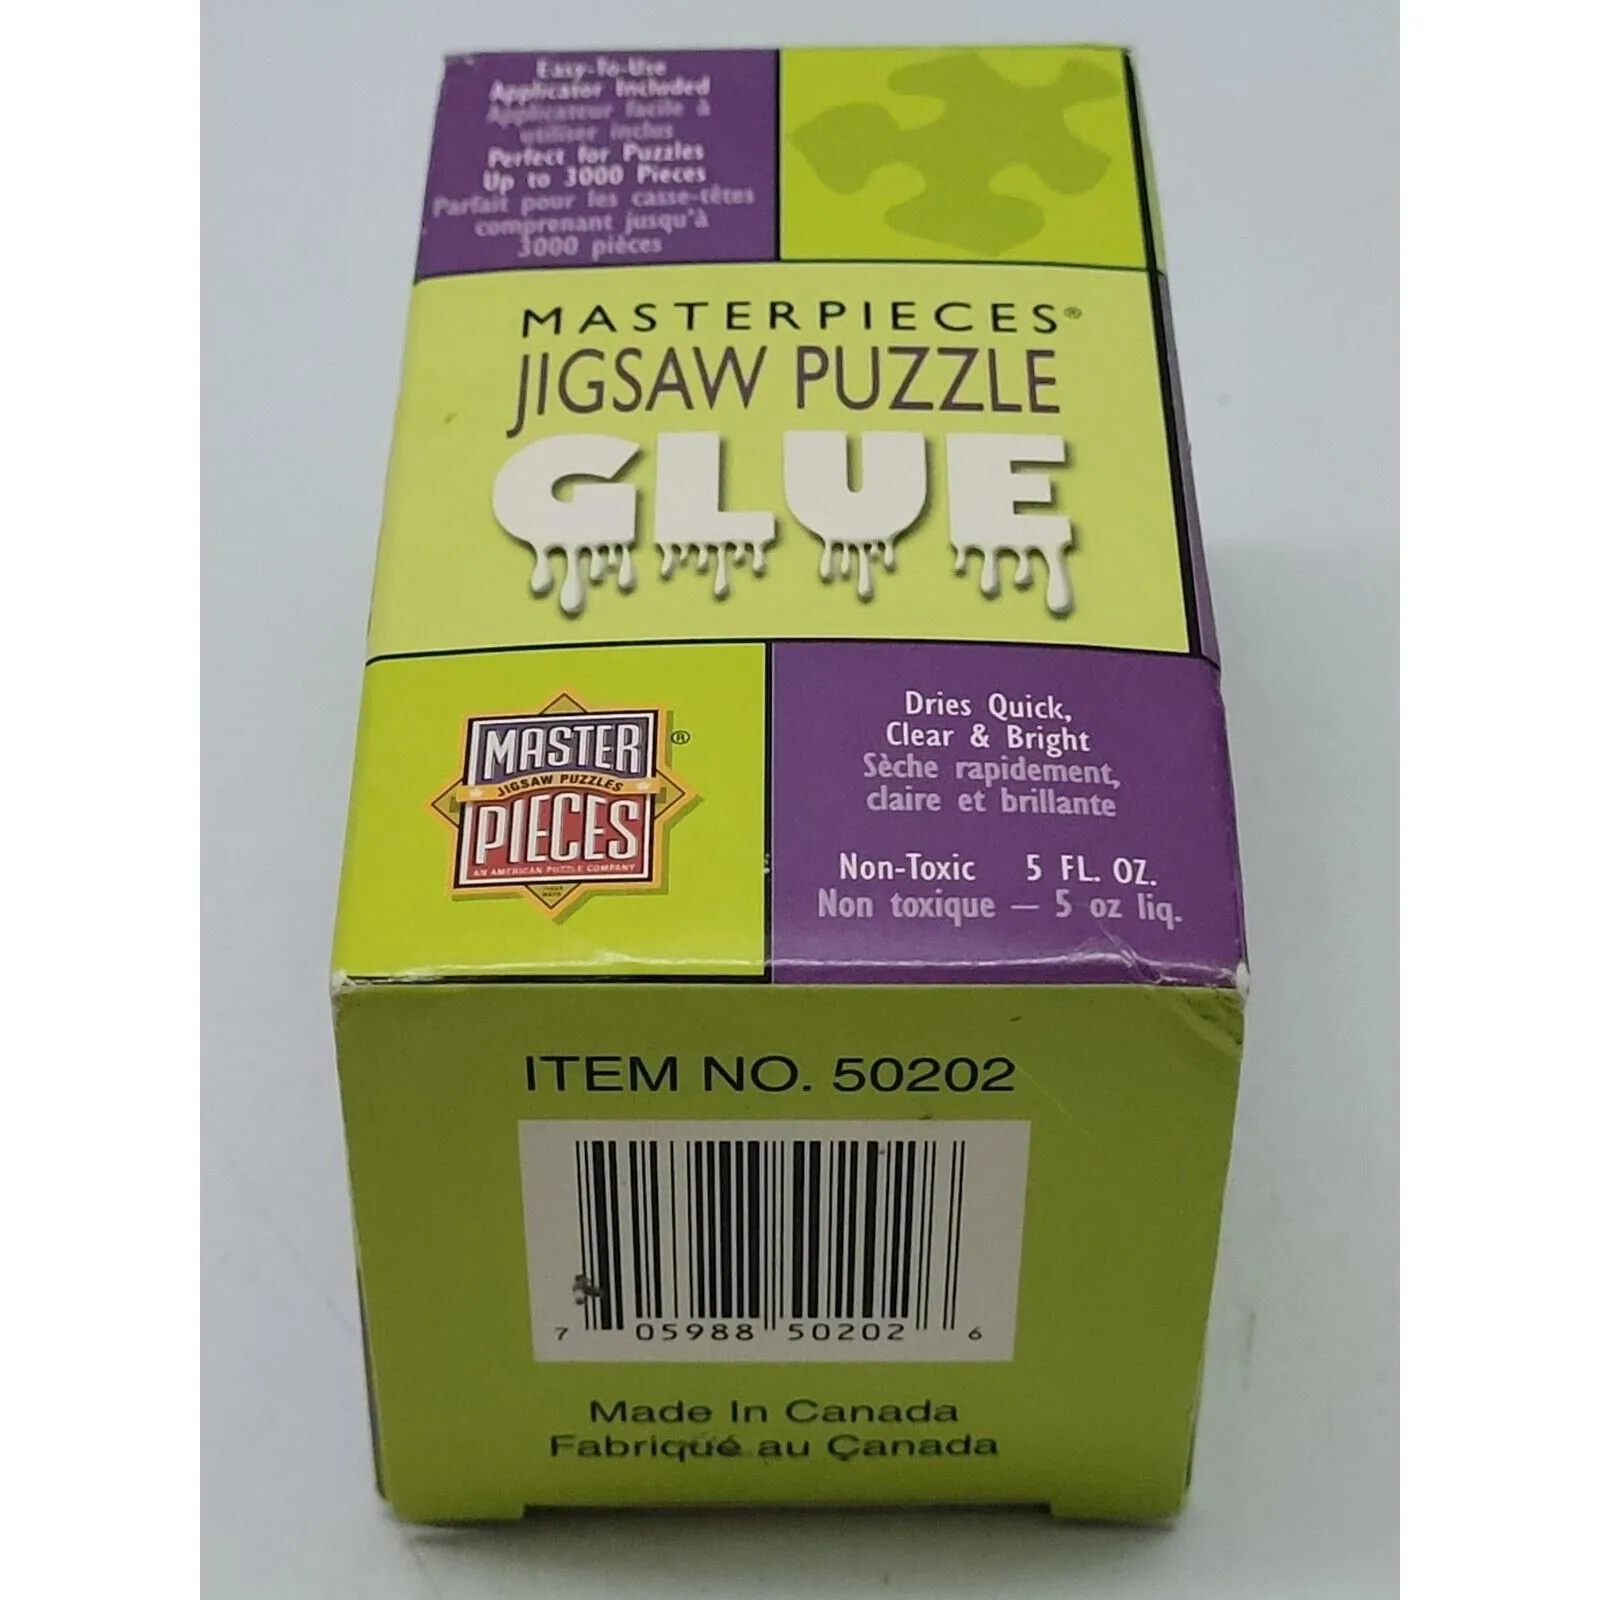 Easy-To-Use
Applicator Included
Applicateur facile à
utiliser inclus
Perfect for Puzzles
Up to 3000 Pieces
Parfait pour les casse-têtes
comprenant jusqu'à
3000 pièces
MASTERPIECES®
JIGSAW PUZZLE
GLUE
MASTER
JIGSAW PUZZLES
PIECES
AN AMERICAN PUZZLE COMPANY
®
Dries Quick,
Clear & Bright
Sèche rapidement,
claire et brillante
Non-Toxic 5 FL. OZ.
Non toxique — 5 oz liq.
ITEM NO. 50202
7 05988 50202 6
Made In Canada
Fabriqué au Çanada